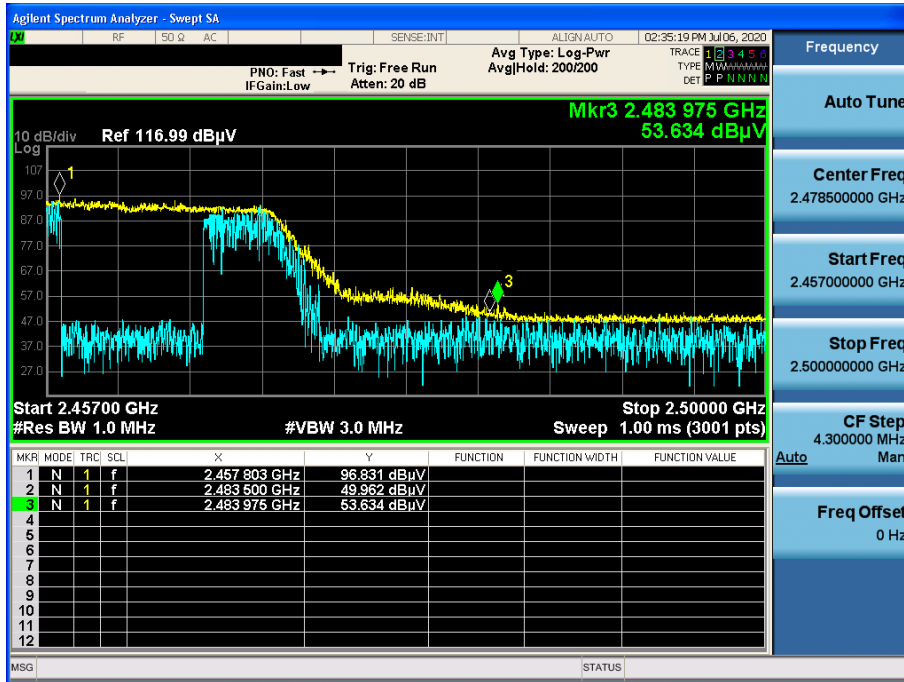 Agilent Spectrum Analyzer - Swept SA
LXI RF 50 Ω AC SENSE:INT ALIGN AUTO 02:35:19 PM Jul 06, 2020
Frequency
PNO: Fast
IFGain:Low
Trig: Free Run
Atten: 20 dB
Avg Type: Log-Pwr
Avg|Hold: 200/200
TRACE 1 2 3 4 5 6
TYPE MWWWWW
DET P P N N N N
Auto Tune
Mkr3 2.483 975 GHz
53.634 dBµV
10 dB/div Ref 116.99 dBµV
Log
107
97.0
87.0
77.0
67.0
57.0
47.0
37.0
27.0
1
3
Center Freq
2.478500000 GHz
Start Freq
2.457000000 GHz
Stop Freq
2.500000000 GHz
Start 2.45700 GHz Stop 2.50000 GHz
#Res BW 1.0 MHz #VBW 3.0 MHz Sweep 1.00 ms (3001 pts)
CF Step
4.300000 MHz
Auto Man
MKR MODE TRC SCL X Y FUNCTION FUNCTION WIDTH FUNCTION VALUE
1 N 1 f 2.457 803 GHz 96.831 dBµV
2 N 1 f 2.483 500 GHz 49.962 dBµV
3 N 1 f 2.483 975 GHz 53.634 dBµV
4
5
6
7
8
9
10
11
12
Freq Offset
0 Hz
MSG STATUS